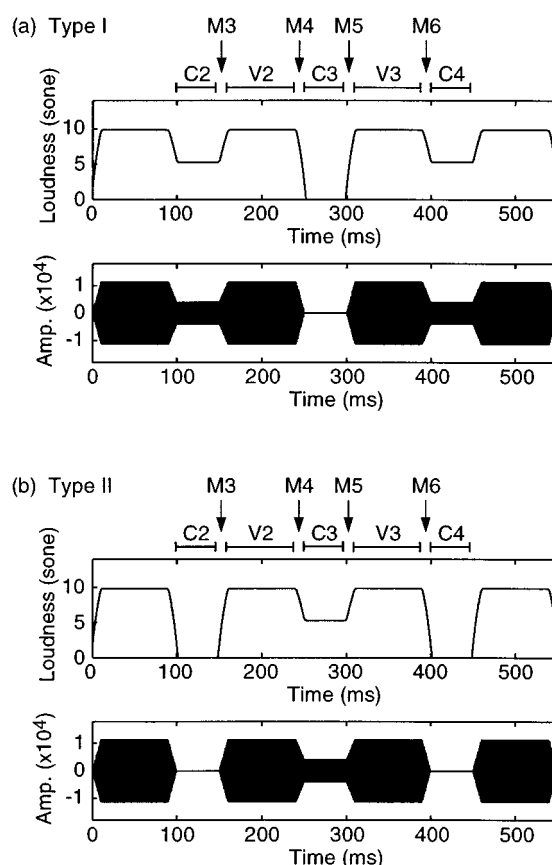 (a) Type I
M3 M4 M5 M6
C2 V2 C3 V3 C4
Loudness (sone)
10
5
0
0 100 200 300 400 500
Time (ms)
Amp. (x10⁴)
1
0
-1
0 100 200 300 400 500
Time (ms)
(b) Type II
M3 M4 M5 M6
C2 V2 C3 V3 C4
Loudness (sone)
10
5
0
0 100 200 300 400 500
Time (ms)
Amp. (x10⁴)
1
0
-1
0 100 200 300 400 500
Time (ms)